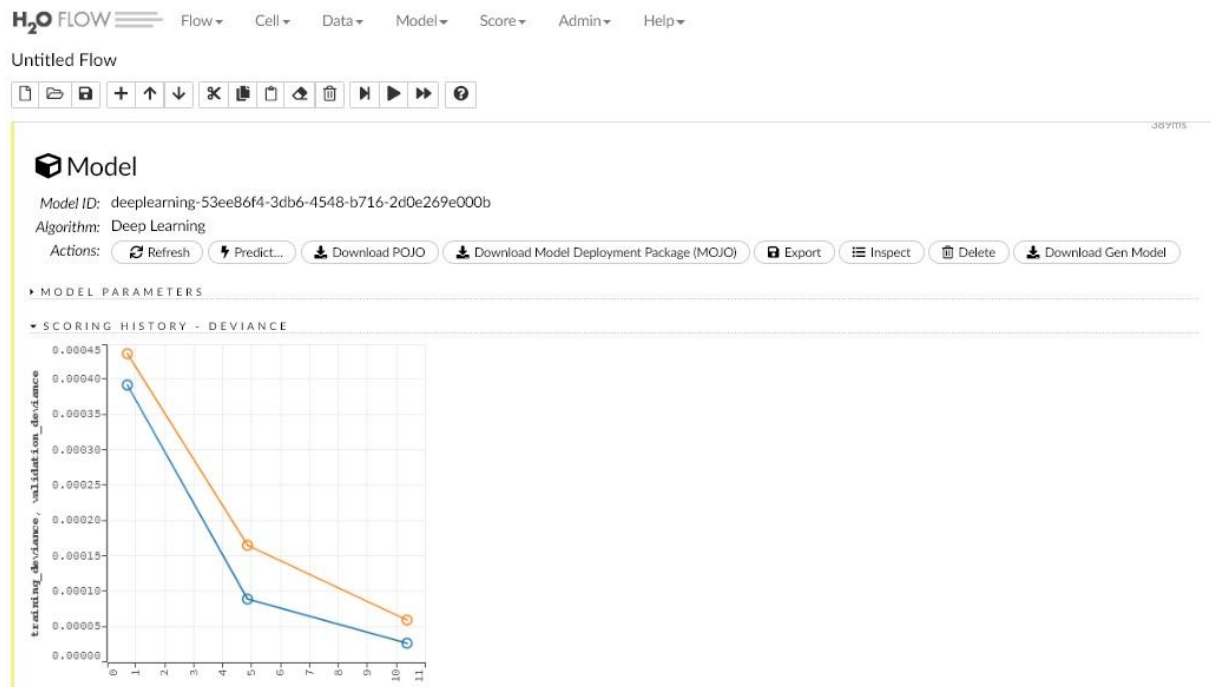 H2O FLOW Flow Cell Data Model Score Admin Help
Untitled Flow
389ms
Model
Model ID: deeplearning-53ee86f4-3db6-4548-b716-2d0e269e000b
Algorithm: Deep Learning
Actions: Refresh Predict... Download POJO Download Model Deployment Package (MOJO) Export Inspect Delete Download Gen Model
MODEL PARAMETERS
SCORING HISTORY - DEVIANCE
training_deviance, validation_deviance
0.00045
0.00040
0.00035
0.00030
0.00025
0.00020
0.00015
0.00010
0.00005
0.00000
0 1 2 3 4 5 6 7 8 9 10 11